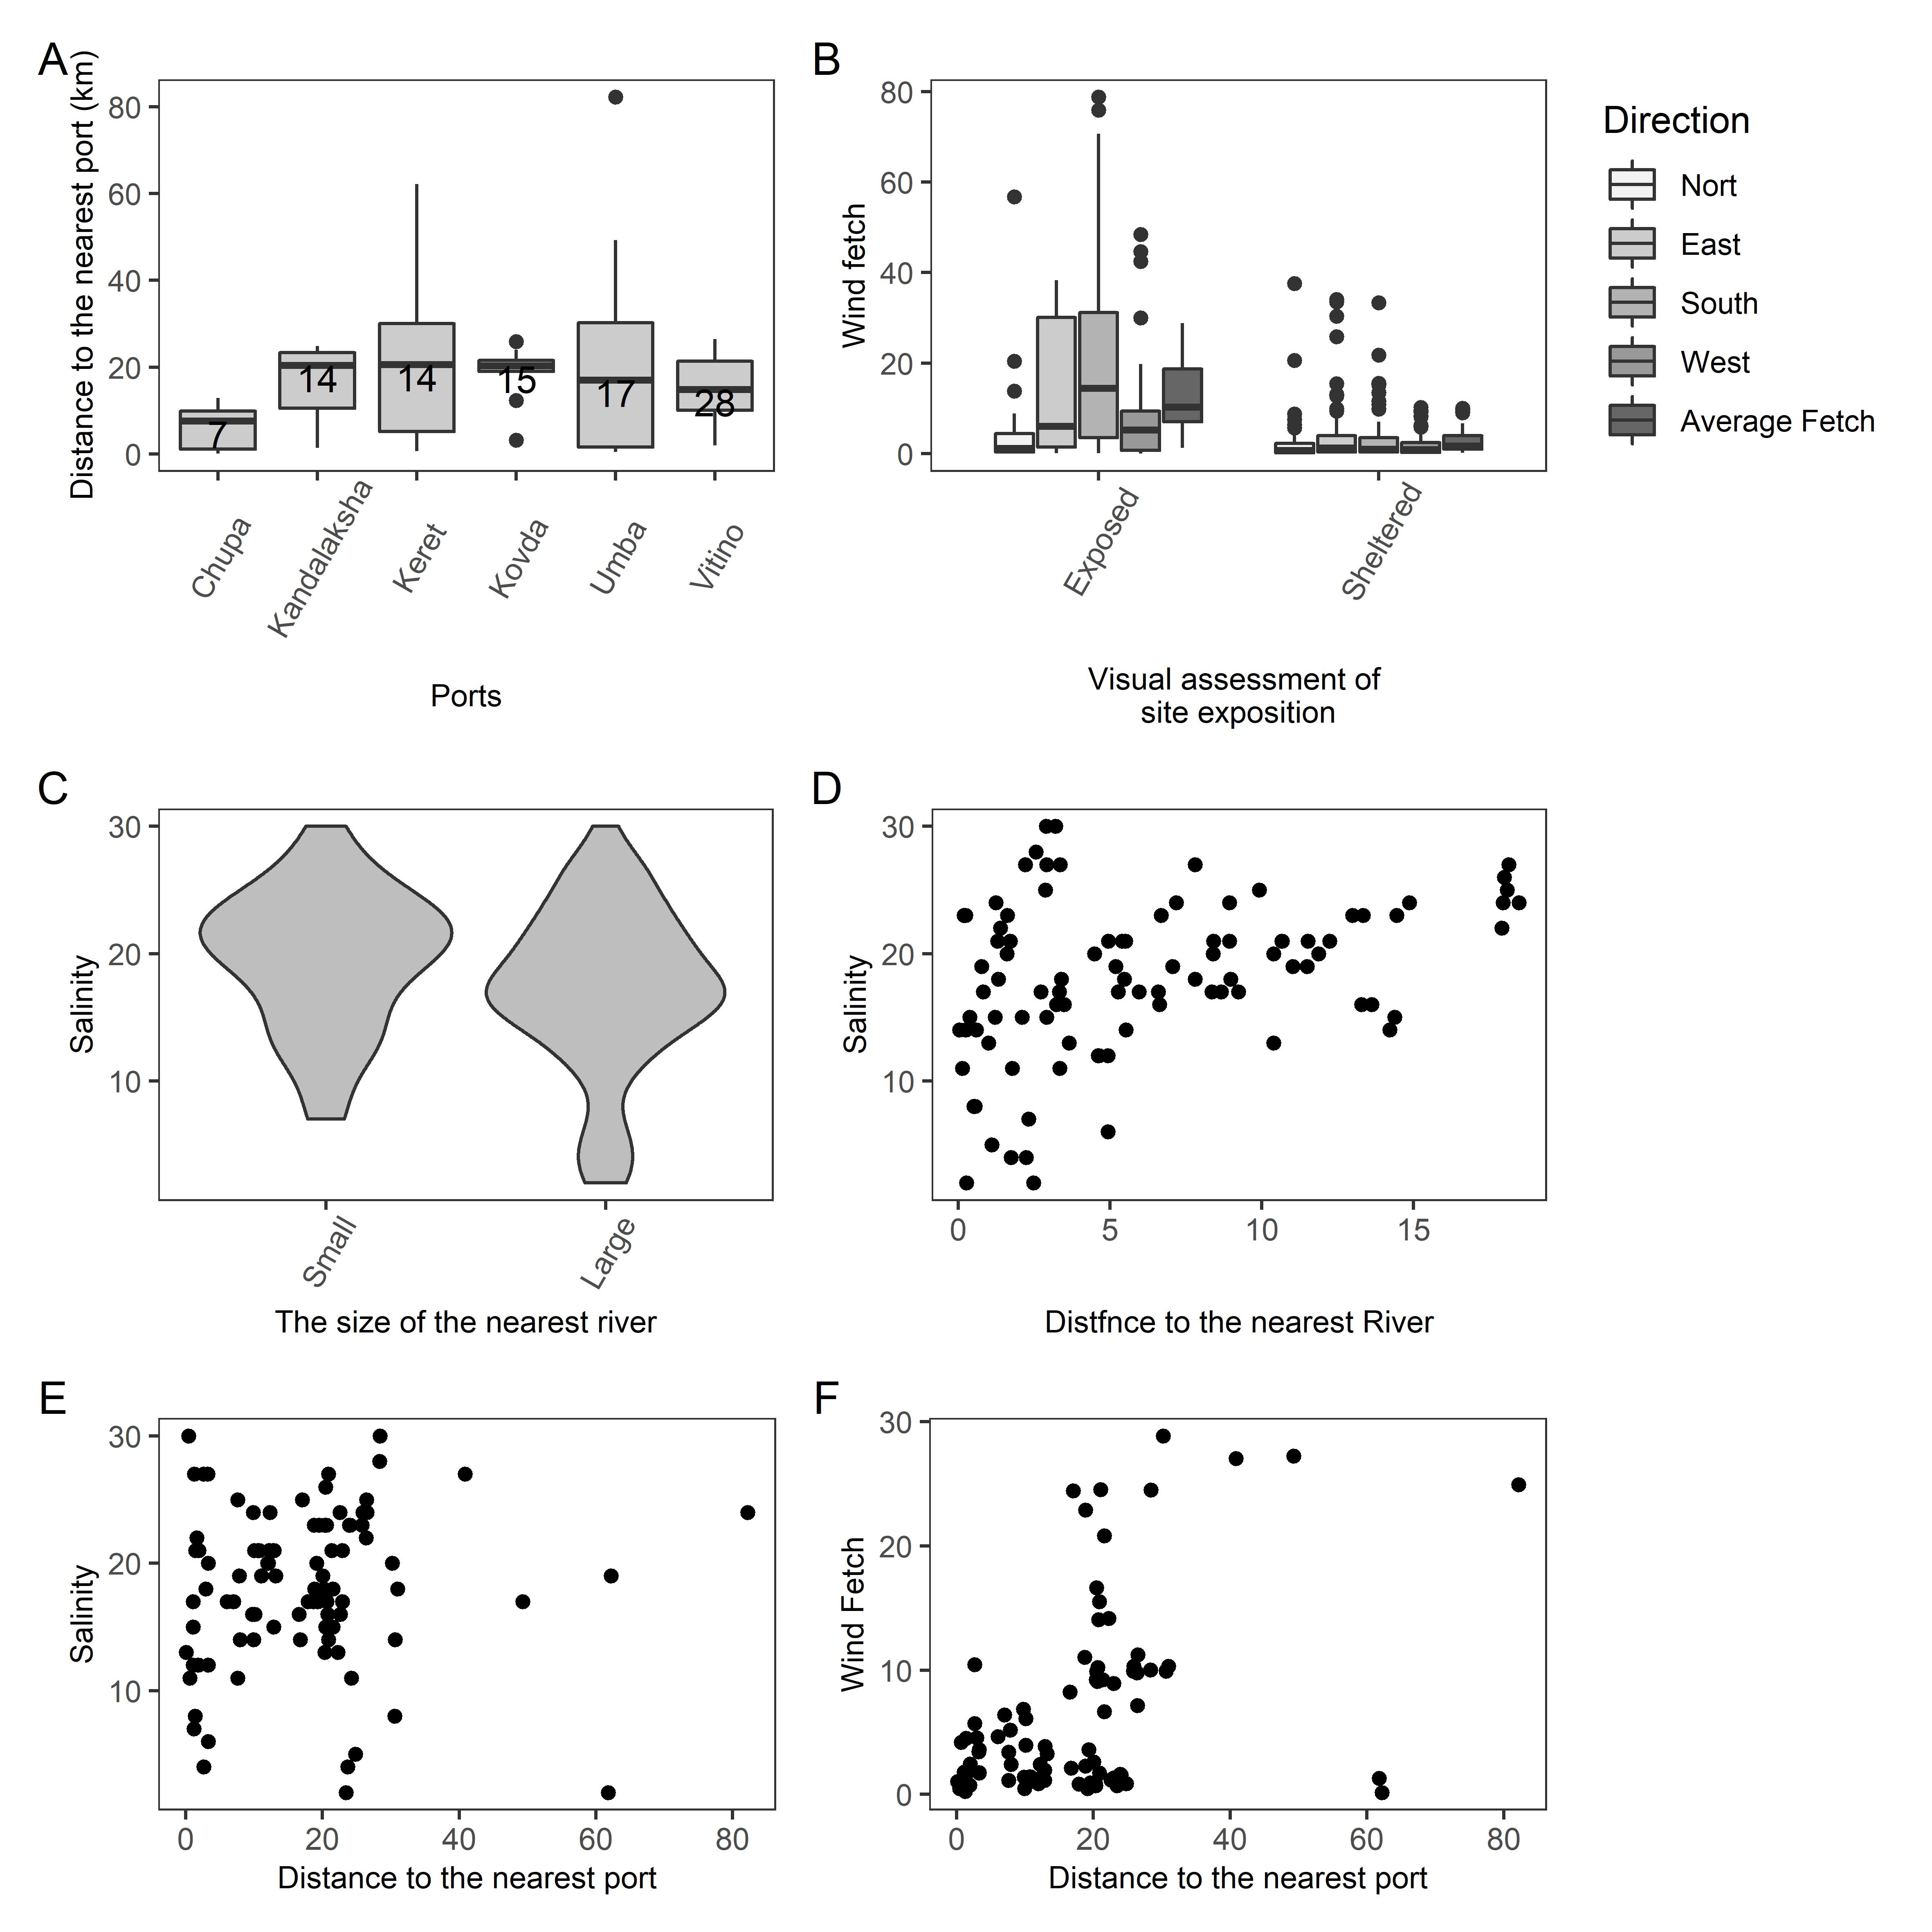 A
Distance to the nearest port (km)
80
60
40
20
0
7
14
14
15
17
28
Chupa
Kandalaksha
Keret
Kovda
Umba
Vitino
Ports
B
Wind fetch
80
60
40
20
0
Exposed
Sheltered
Visual assessment of
site exposition
Direction
Nort
East
South
West
Average Fetch
C
Salinity
30
20
10
Small
Large
The size of the nearest river
D
Salinity
30
20
10
0
5
10
15
Distfnce to the nearest River
E
Salinity
30
20
10
0
20
40
60
80
Distance to the nearest port
F
Wind Fetch
30
20
10
0
0
20
40
60
80
Distance to the nearest port